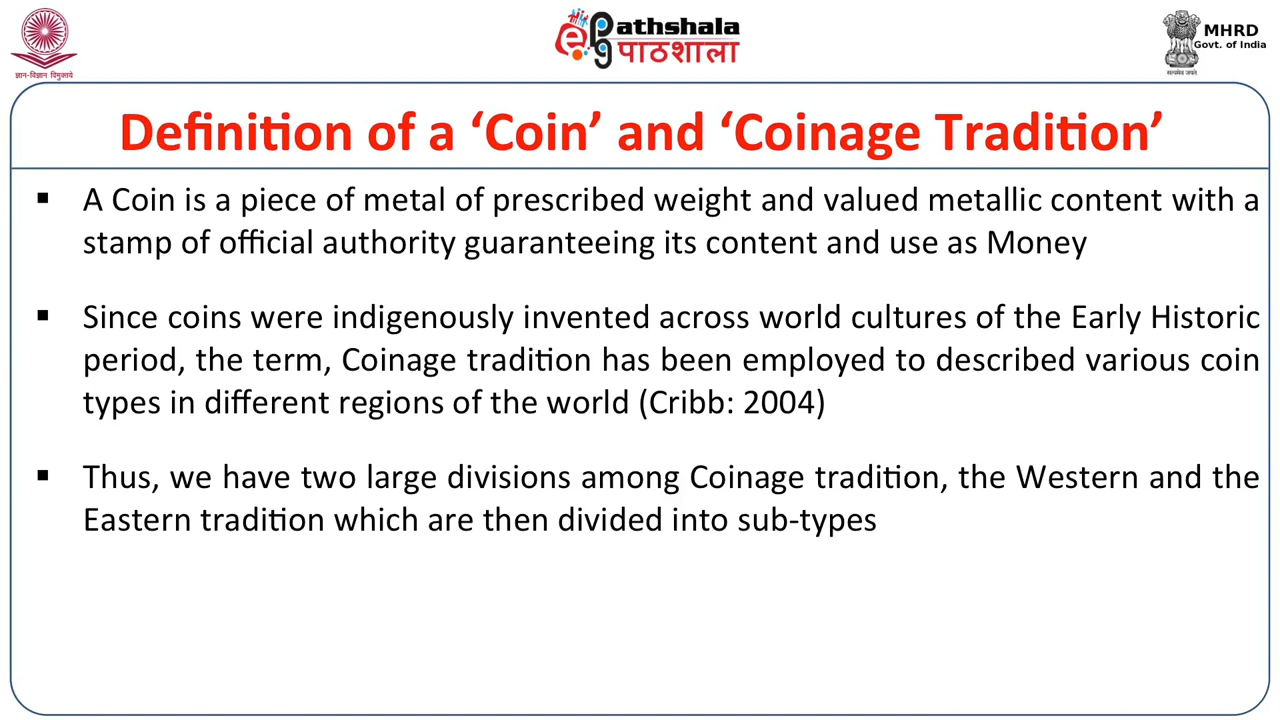 ज्ञान-विज्ञान विमुक्तये
ePathshala
पाठशाला
MHRD
Govt. of India
सत्यमेव जयते
Definition of a ‘Coin’ and ‘Coinage Tradition’
▪ A Coin is a piece of metal of prescribed weight and valued metallic content with a
stamp of official authority guaranteeing its content and use as Money
▪ Since coins were indigenously invented across world cultures of the Early Historic
period, the term, Coinage tradition has been employed to described various coin
types in different regions of the world (Cribb: 2004)
▪ Thus, we have two large divisions among Coinage tradition, the Western and the
Eastern tradition which are then divided into sub-types